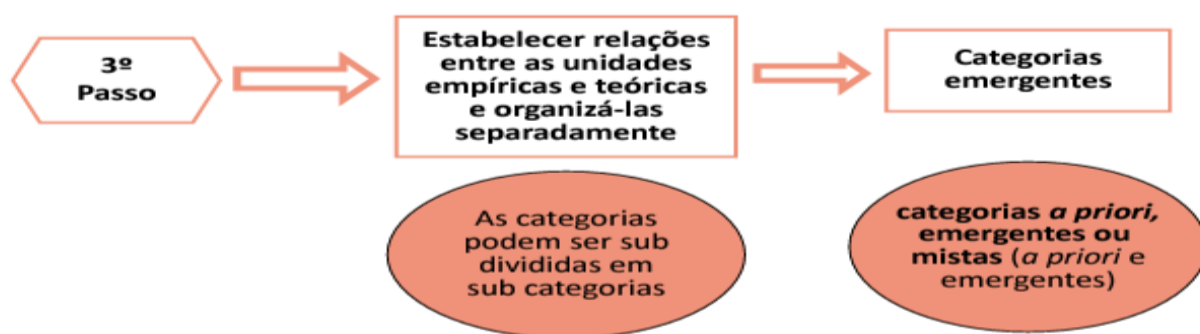 3º
Passo
Estabelecer relações
entre as unidades
empíricas e teóricas
e organizá-las
separadamente
Categorias
emergentes
As categorias
podem ser sub
divididas em
sub categorias
categorias a priori,
emergentes ou
mistas (a priori e
emergentes)